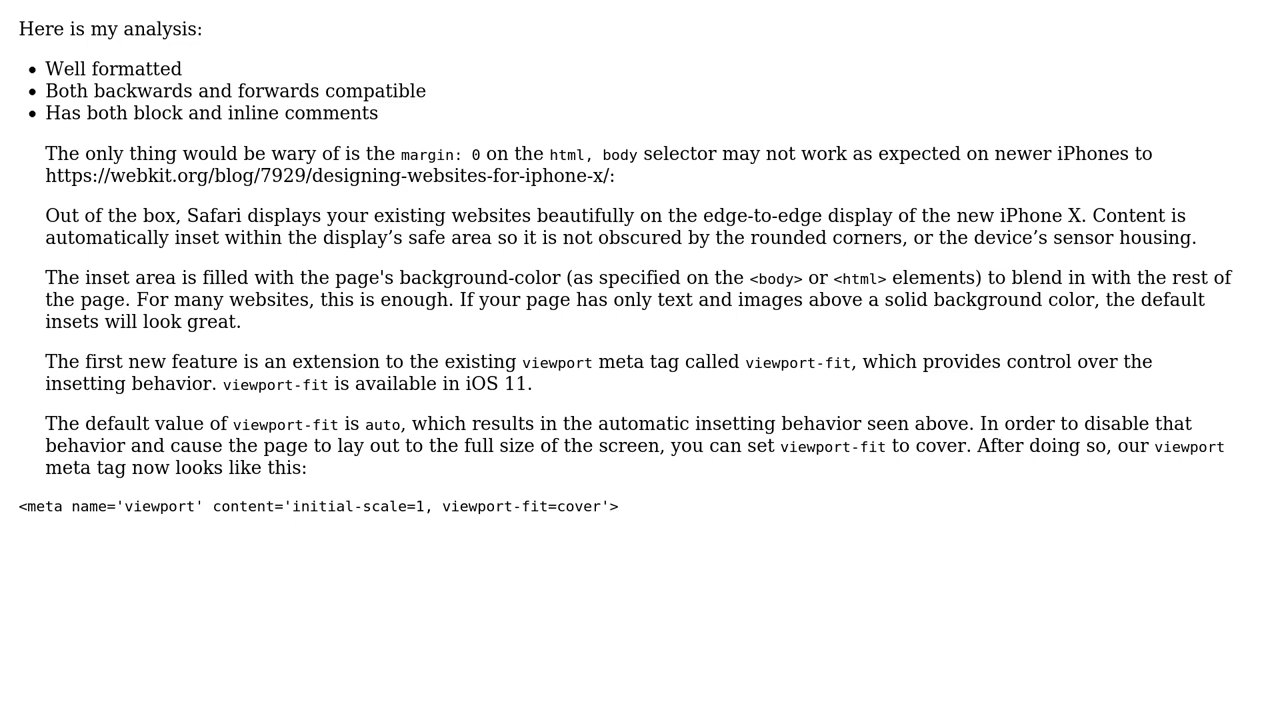 Here is my analysis:
• Well formatted
• Both backwards and forwards compatible
• Has both block and inline comments
The only thing would be wary of is the margin: 0 on the html, body selector may not work as expected on newer iPhones to
https://webkit.org/blog/7929/designing-websites-for-iphone-x/:
Out of the box, Safari displays your existing websites beautifully on the edge-to-edge display of the new iPhone X. Content is
automatically inset within the display’s safe area so it is not obscured by the rounded corners, or the device’s sensor housing.
The inset area is filled with the page's background-color (as specified on the <body> or <html> elements) to blend in with the rest of
the page. For many websites, this is enough. If your page has only text and images above a solid background color, the default
insets will look great.
The first new feature is an extension to the existing viewport meta tag called viewport-fit, which provides control over the
insetting behavior. viewport-fit is available in iOS 11.
The default value of viewport-fit is auto, which results in the automatic insetting behavior seen above. In order to disable that
behavior and cause the page to lay out to the full size of the screen, you can set viewport-fit to cover. After doing so, our viewport
meta tag now looks like this:
<meta name='viewport' content='initial-scale=1, viewport-fit=cover'>